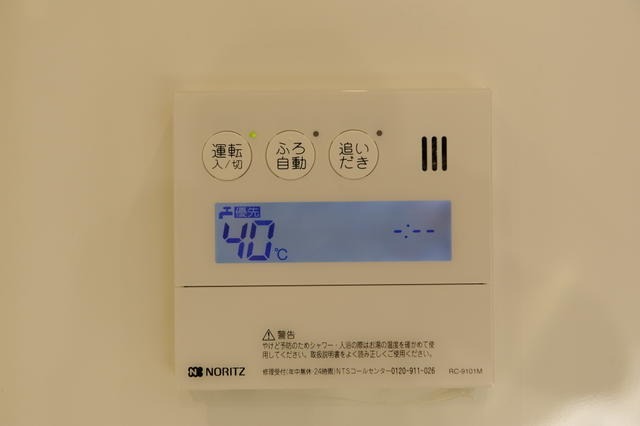 運転
入/切
ふろ
自動
追い
だき
優先
40℃
-:--
警告
やけど予防のためシャワー・入浴の際はお湯の温度を確かめて使
用してください。取扱説明書をよく読み正しくご使用ください。
NORITZ
修理受付(年中無休・24時間)NTSコールセンター0120-911-026
RC-9101M